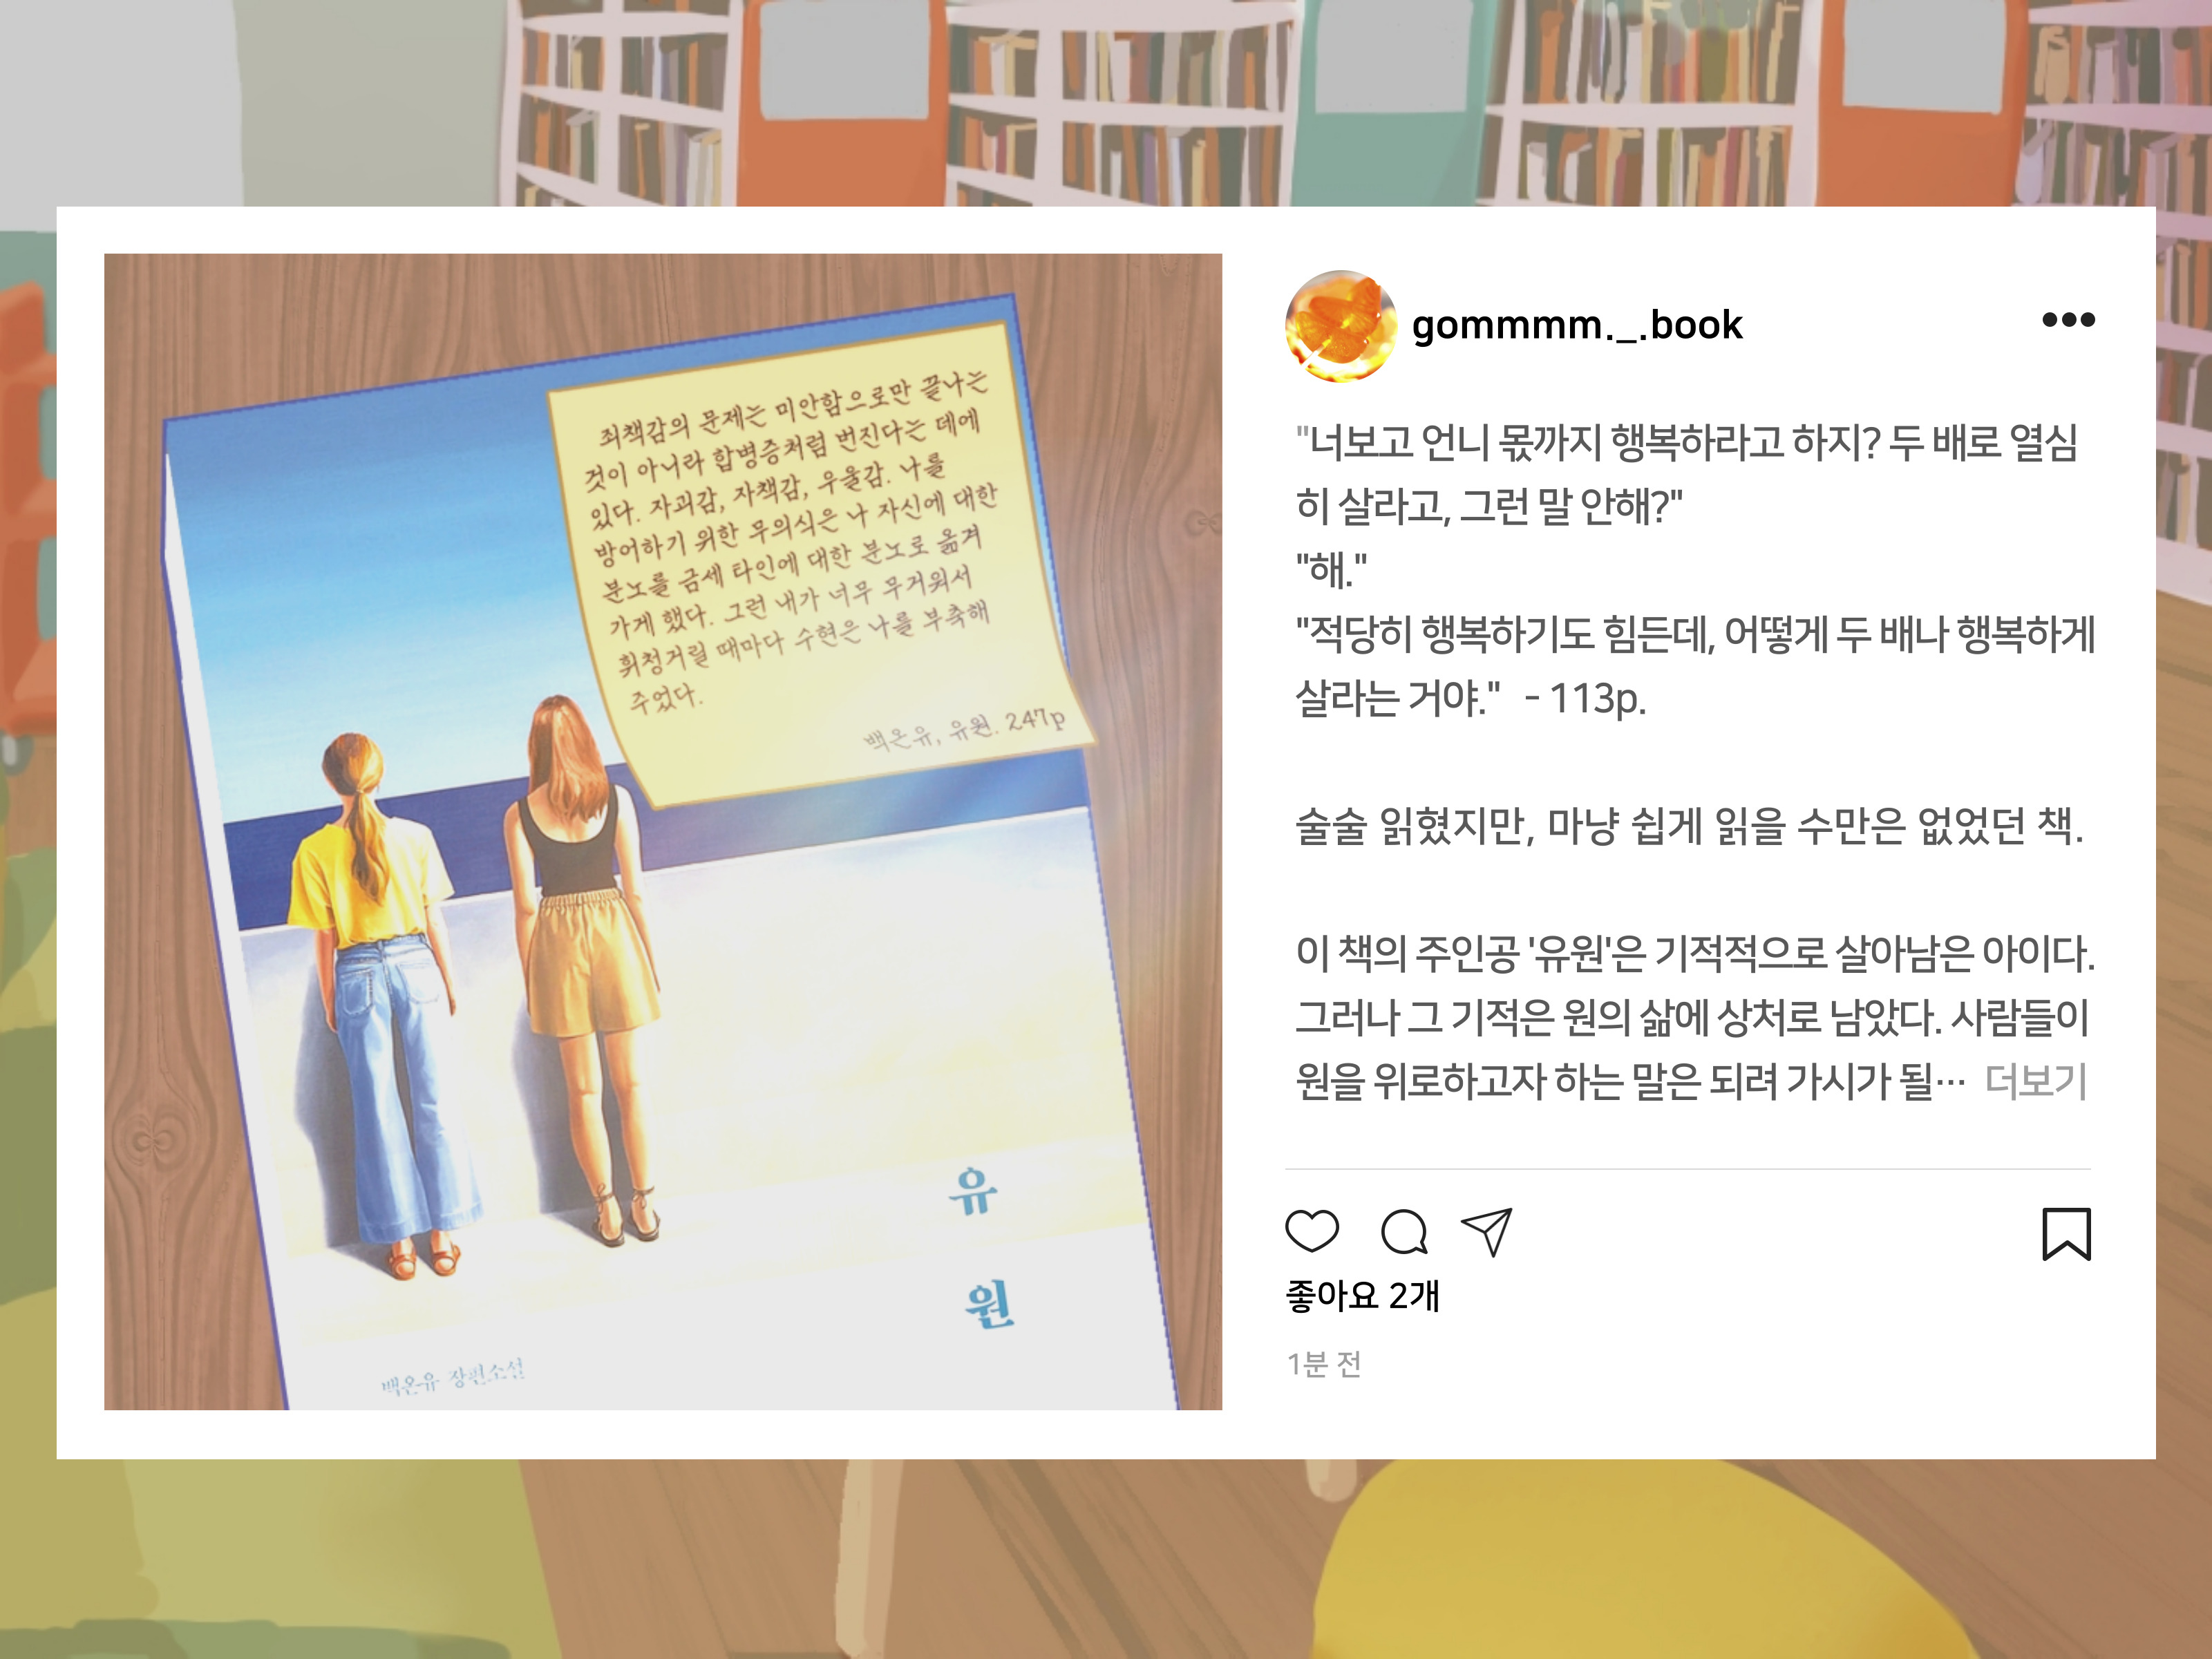 죄책감의 문제는 미안함으로만 끝나는
것이 아니라 합병증처럼 번진다는 데에
있다. 자괴감, 자책감, 우울감. 나를
방어하기 위한 무의식은 나 자신에 대한
분노를 금세 타인에 대한 분노로 옮겨
가게 했다. 그런 내가 너무 무거워서
휘청거릴 때마다 수현은 나를 부축해
주었다.
백온유, 유원. 247p
유
원
백온유 장편소설
gommmm._.book
"너보고 언니 몫까지 행복하라고 하지? 두 배로 열심
히 살라고, 그런 말 안해?"
"해."
"적당히 행복하기도 힘든데, 어떻게 두 배나 행복하게
살라는 거야." - 113p.
술술 읽혔지만, 마냥 쉽게 읽을 수만은 없었던 책.
이 책의 주인공 '유원'은 기적적으로 살아남은 아이다.
그러나 그 기적은 원의 삶에 상처로 남았다. 사람들이
원을 위로하고자 하는 말은 되려 가시가 될… 더보기
좋아요 2개
1분 전